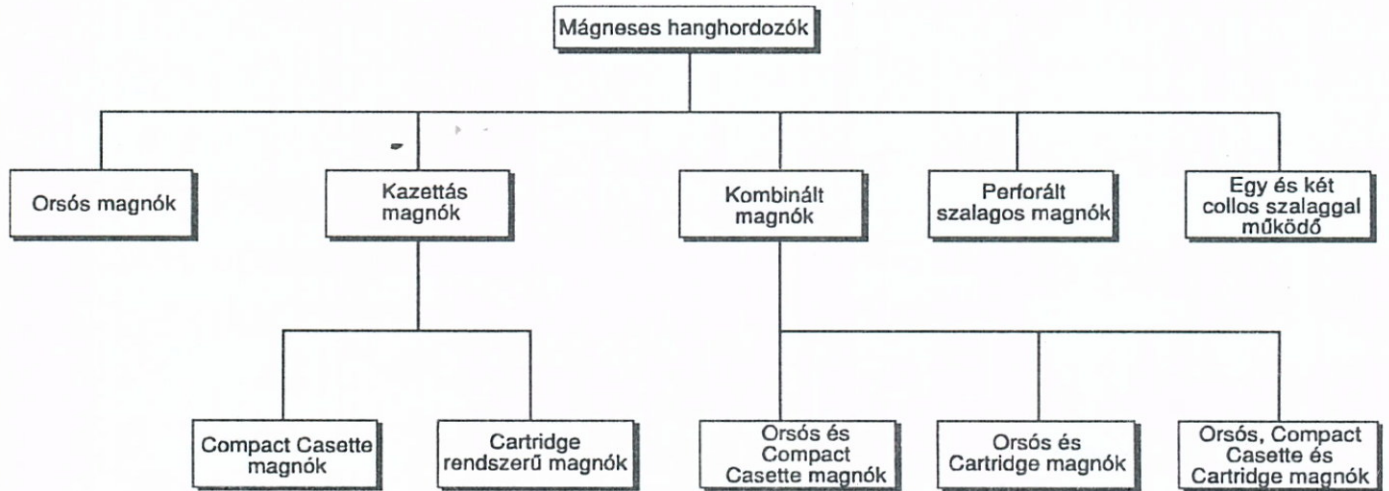 Mágneses hanghordozók
Orsós magnók
Kazettás
magnók
Kombinált
magnók
Perforált
szalagos magnók
Egy és két
collos szalaggal
működő
Compact Casette
magnók
Cartridge
rendszerű magnók
Orsós és
Compact
Casette magnók
Orsós és
Cartridge magnók
Orsós, Compact
Casette és
Cartridge magnók